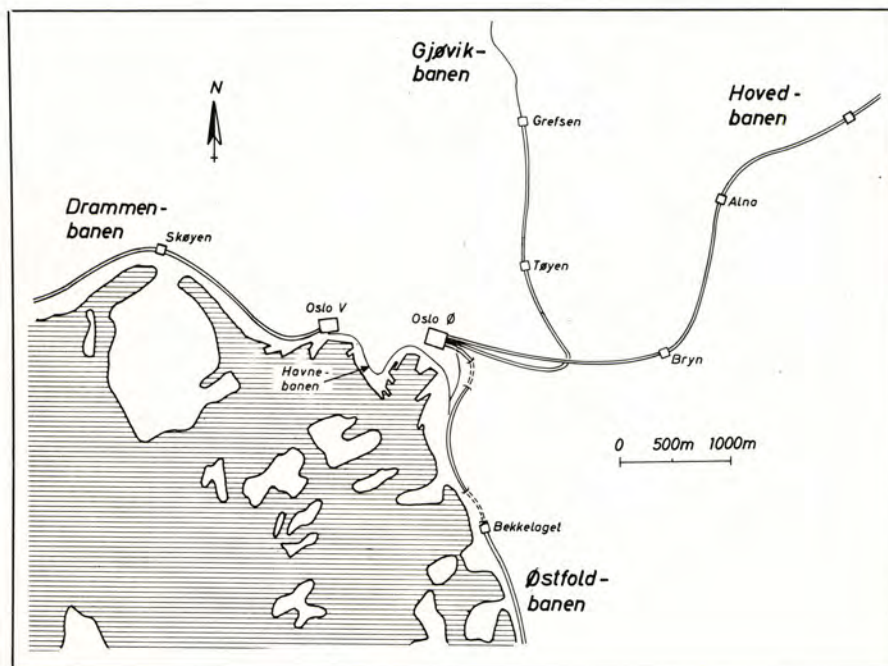 Gjøvik-
banen
Hoved-
banen
N
Grefsen
Drammen-
banen
Skøyen
Alna
Tøyen
Oslo V
Oslo Ø
Havne-
banen
Bryn
0 500m 1000m
Bekkelaget
Østfold-
banen